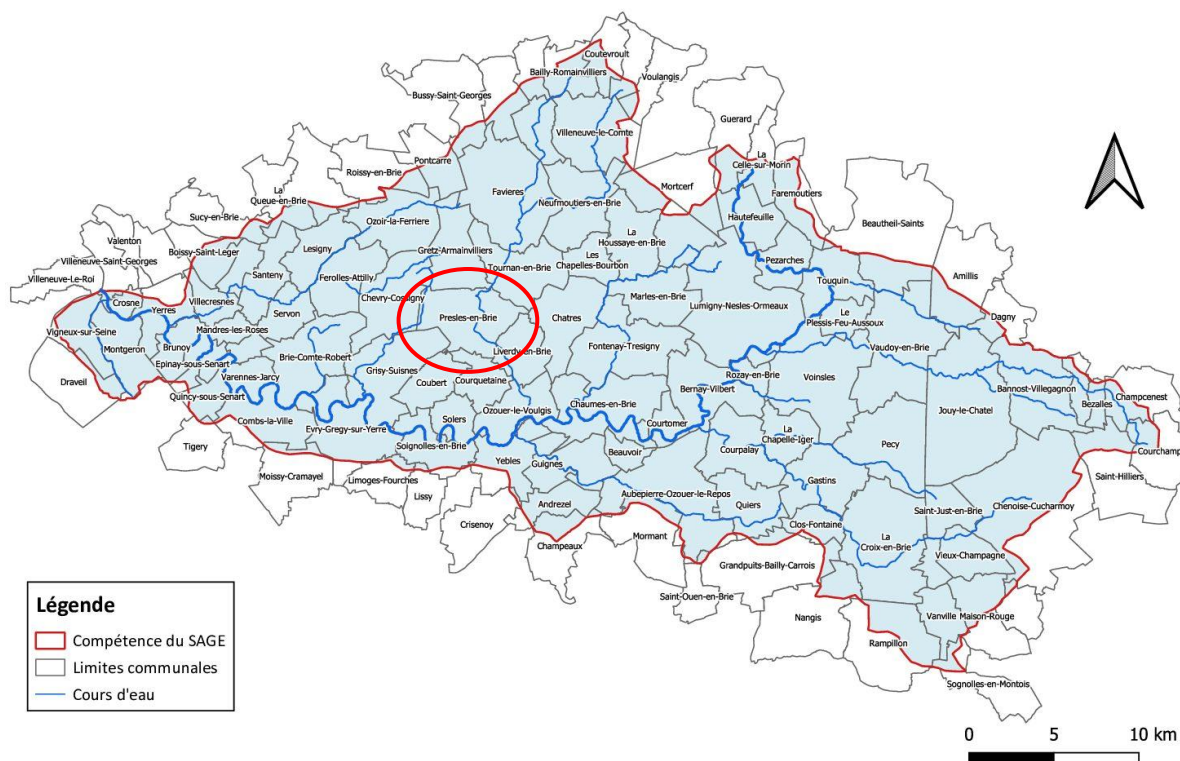 Coutevroult
Bailly-Romainvilliers
Voulangis
Bussy-Saint-Georges
Guerard
Villeneuve-le-Comte
Pontcarre
La
Celle-sur-Morin
Roissy-en-Brie
Mortcerf
Faremoutiers
La
Queue-en-Brie
Favieres
Neufmoutiers-en-Brie
Sucy-en-Brie
Ozoir-la-Ferriere
Hautefeuille
Beautheil-Saints
Valenton
Boissy-Saint-Leger
Lesigny
Gretz-Armainvilliers
La
Houssaye-en-Brie
Villeneuve-Saint-Georges
Les
Chapelles-Bourbon
Pezarches
Villeneuve-Le-Roi
Santeny
Ferolles-Attilly
Tournan-en-Brie
Touquin
Amillis
Crosne
Villecresnes
Chevry-Cossigny
Marles-en-Brie
Lumigny-Nesles-Ormeaux
Yerres
Servon
Presles-en-Brie
Chatres
Le
Plessis-Feu-Aussoux
Dagny
Vigneux-sur-Seine
Mandres-les-Roses
Brunoy
Montgeron
Fontenay-Tresigny
Vaudoy-en-Brie
Epinay-sous-Senart
Brie-Comte-Robert
Liverdy-en-Brie
Grisy-Suisnes
Rozay-en-Brie
Voinsles
Draveil
Varennes-Jarcy
Coubert
Courquetaine
Bernay-Vilbert
Bannost-Villegagnon
Quincy-sous-Senart
Ozouer-le-Voulgis
Chaumes-en-Brie
Jouy-le-Chatel
Bezalles
Champcenest
Combs-la-Ville
Evry-Gregy-sur-Yerre
Solers
Courtomer
La
Chapelle-Iger
Pecy
Tigery
Soignolles-en-Brie
Beauvoir
Courpalay
Courchamp
Yebles
Guignes
Moissy-Cramayel
Limoges-Fourches
Lissy
Gastins
Saint-Hilliers
Crisenoy
Andrezel
Aubepierre-Ozouer-le-Repos
Quiers
Saint-Just-en-Brie
Chenoise-Cucharmoy
Clos-Fontaine
Champeaux
Mormant
La
Croix-en-Brie
Vieux-Champagne
Grandpuits-Bailly-Carrois
Saint-Ouen-en-Brie
Nangis
Vanville
Maison-Rouge
Rampillon
Sognolles-en-Montois
Légende
Compétence du SAGE
Limites communales
Cours d'eau
0 5 10 km